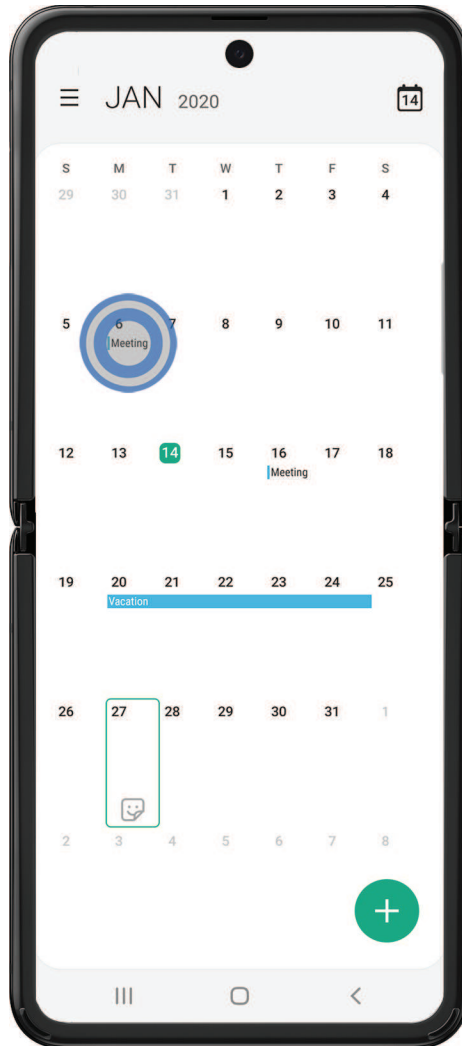 JAN 2020
14
S M T W T F S
29 30 31 1 2 3 4
5 6 7 8 9 10 11
Meeting
12 13 14 15 16 17 18
Meeting
19 20 21 22 23 24 25
Vacation
26 27 28 29 30 31 1
2 3 4 5 6 7 8